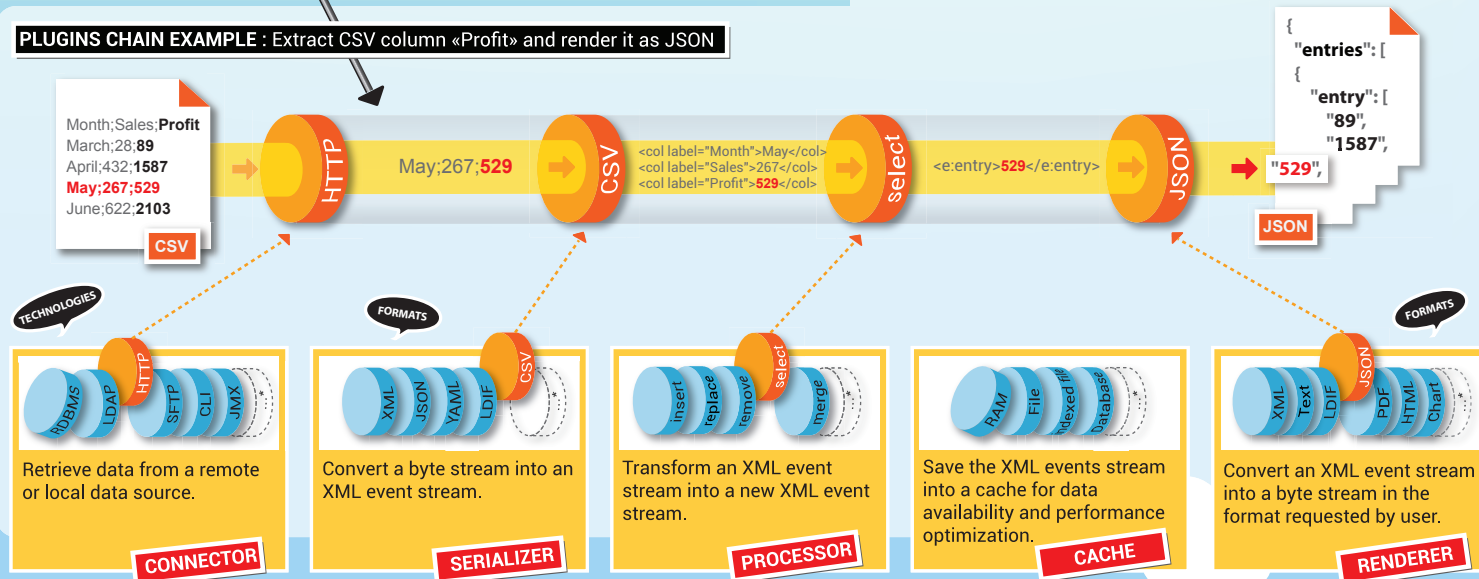 PLUGINS CHAIN EXAMPLE : Extract CSV column «Profit» and render it as JSON
Month;Sales;Profit
March;28;89
April;432;1587
May;267;529
June;622;2103
CSV
HTTP
May;267;529
CSV
<col label="Month">May</col>
<col label="Sales">267</col>
<col label="Profit">529</col>
select
<e:entry>529</e:entry>
JSON
{
"entries": [
{
"entry": [
"89",
"1587",
"529",
JSON
TECHNOLOGIES
RDBMS
LDAP
HTTP
SFTP
CLI
JMX
*
Retrieve data from a remote
or local data source.
CONNECTOR
FORMATS
XML
JSON
YAML
LDIF
CSV
*
Convert a byte stream into an
XML event stream.
SERIALIZER
insert
replace
remove
select
merge
*
Transform an XML event
stream into a new XML event
stream.
PROCESSOR
RAM
File
Indexed file
Database
*
Save the XML events stream
into a cache for data
availability and performance
optimization.
CACHE
FORMATS
XML
Text
LDIF
JSON
PDF
HTML
Chart
*
Convert an XML event stream
into a byte stream in the
format requested by user.
RENDERER